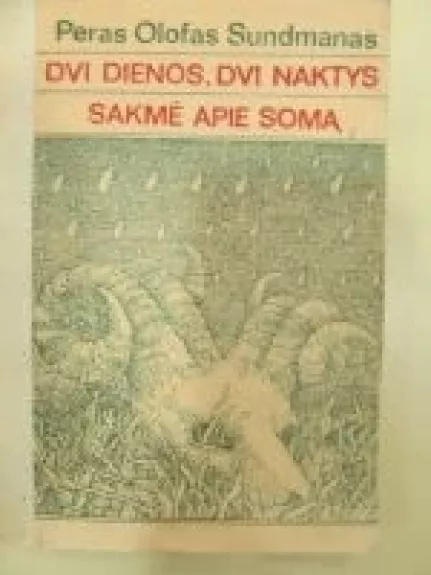 Peras Olofas Sundmanas
DVI DIENOS, DVI NAKTYS
SAKMĖ APIE SOMĄ